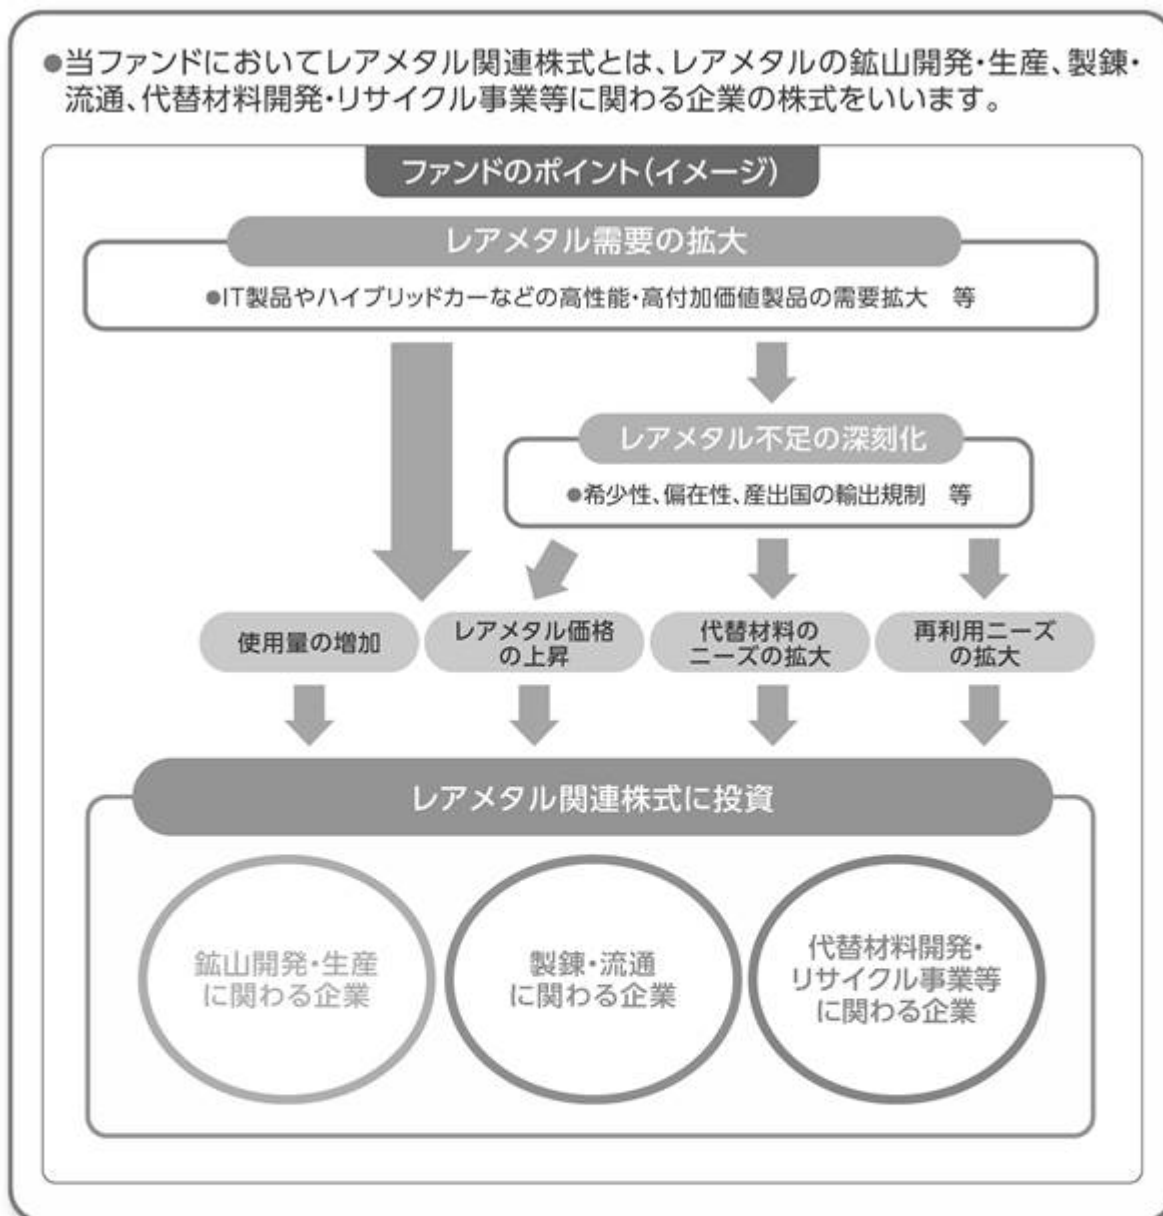 ●当ファンドにおいてレアメタル関連株式とは、レアメタルの鉱山開発・生産、製錬・
流通、代替材料開発・リサイクル事業等に関わる企業の株式をいいます。
ファンドのポイント(イメージ)
レアメタル需要の拡大
●IT製品やハイブリッドカーなどの高性能・高付加価値製品の需要拡大　等
レアメタル不足の深刻化
●希少性、偏在性、産出国の輸出規制　等
使用量の増加
レアメタル価格
の上昇
代替材料の
ニーズの拡大
再利用ニーズ
の拡大
レアメタル関連株式に投資
鉱山開発・生産
に関わる企業
製錬・流通
に関わる企業
代替材料開発・
リサイクル事業等
に関わる企業